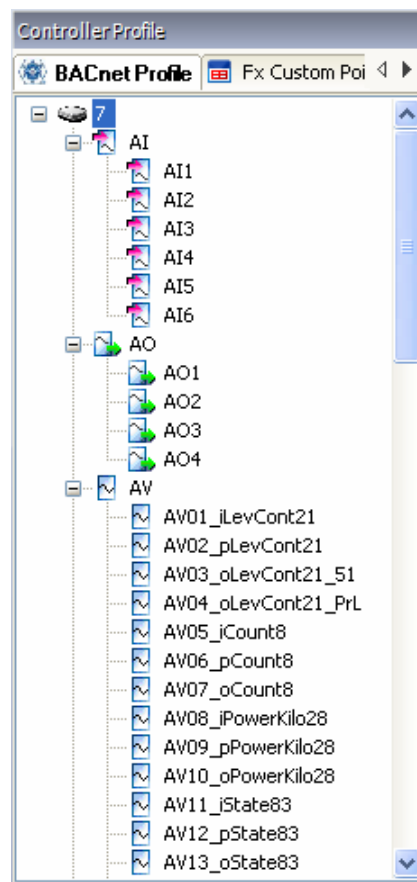 Controller Profile
BACnet Profile Fx Custom Poi
7
AI
AI1
AI2
AI3
AI4
AI5
AI6
AO
AO1
AO2
AO3
AO4
AV
AV01_iLevCont21
AV02_pLevCont21
AV03_oLevCont21_51
AV04_oLevCont21_PrL
AV05_iCount8
AV06_pCount8
AV07_oCount8
AV08_iPowerKilo28
AV09_pPowerKilo28
AV10_oPowerKilo28
AV11_iState83
AV12_pState83
AV13_oState83